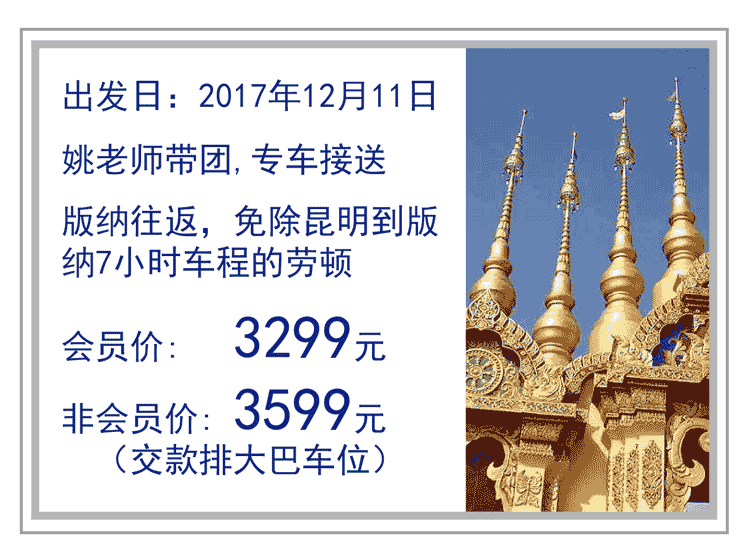 出发日：2017年12月11日
姚老师带团,专车接送
版纳往返，免除昆明到版
纳7小时车程的劳顿
会员价: 3299元
非会员价: 3599元
（交款排大巴车位）